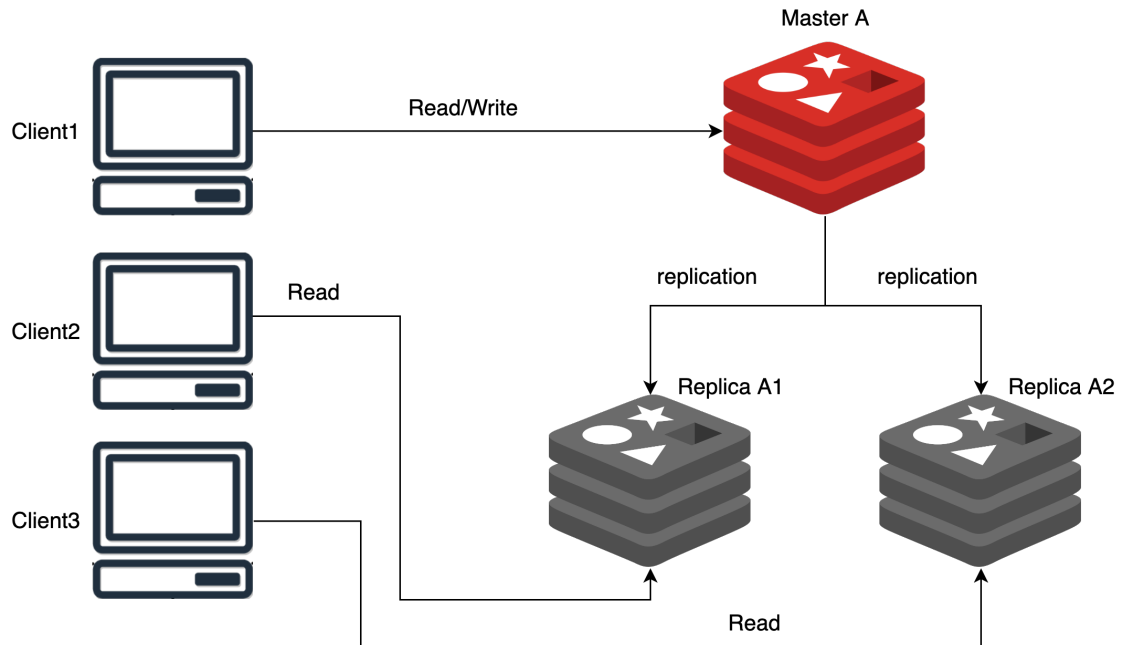 Master A
Client1
Read/Write
replication
replication
Read
Client2
Replica A1
Replica A2
Client3
Read